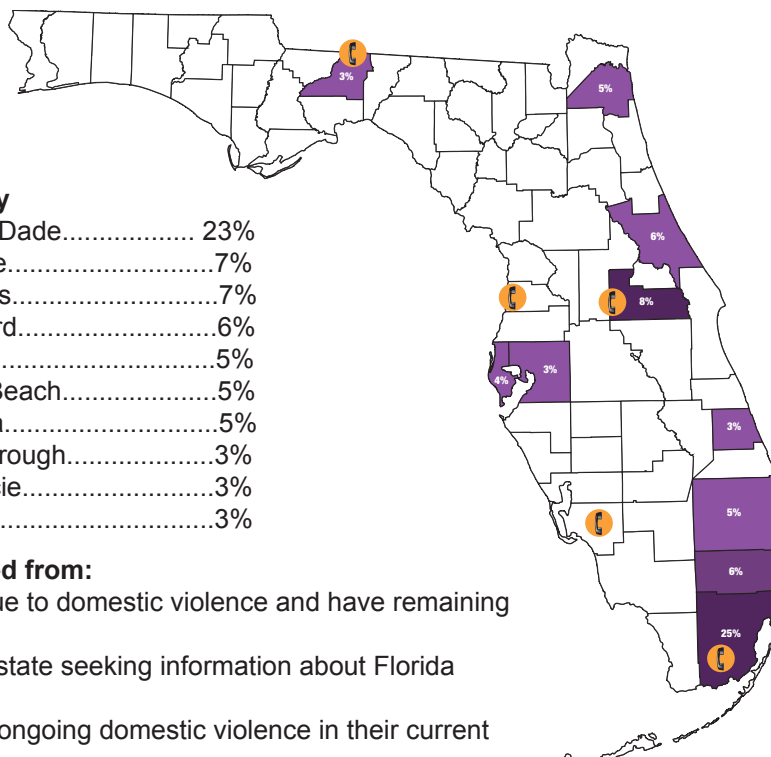 3%
5%
y
Dade.................. 23%
e...........................7%
s...........................7%
rd..........................6%
...........................5%
Beach....................5%
a...........................5%
rough...................3%
cie.........................3%
...........................3%
6%
8%
4%
3%
3%
5%
6%
25%
ed from:
ue to domestic violence and have remaining
state seeking information about Florida
ongoing domestic violence in their current